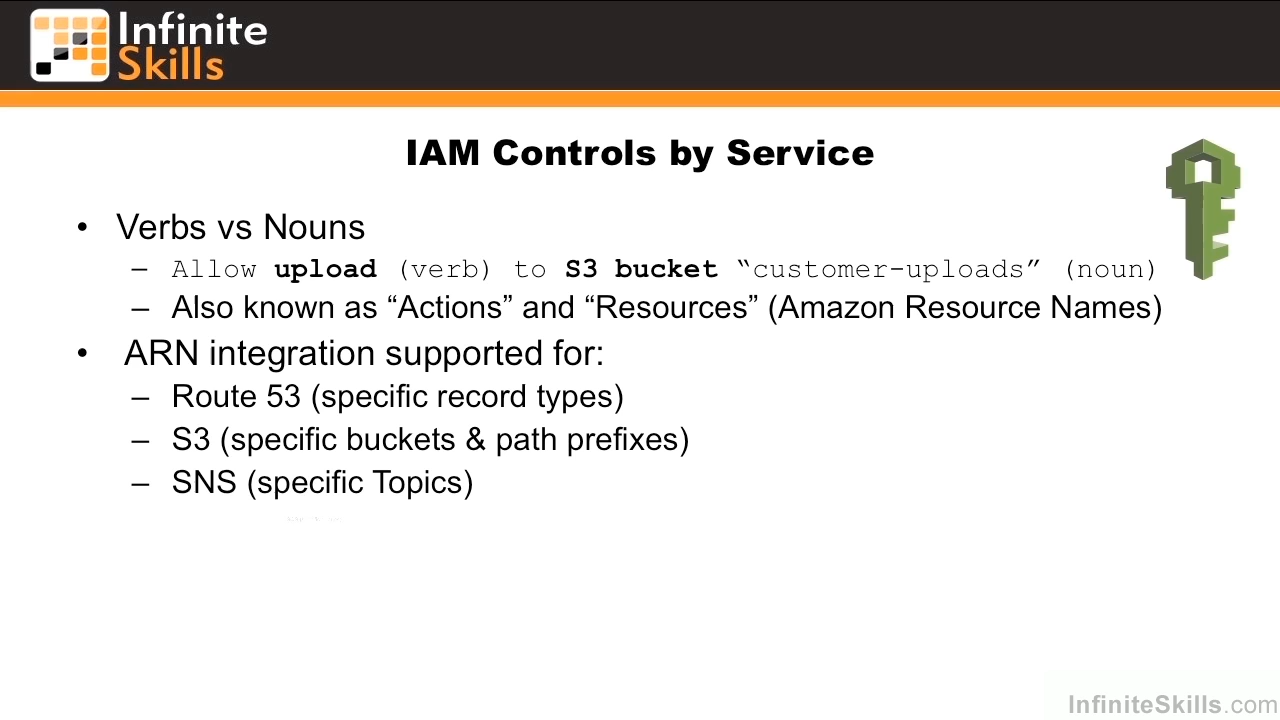 Infinite
Skills
IAM Controls by Service
• Verbs vs Nouns
– Allow upload (verb) to S3 bucket “customer-uploads” (noun)
– Also known as “Actions” and “Resources” (Amazon Resource Names)
• ARN integration supported for:
– Route 53 (specific record types)
– S3 (specific buckets & path prefixes)
– SNS (specific Topics)
InfiniteSkills.com